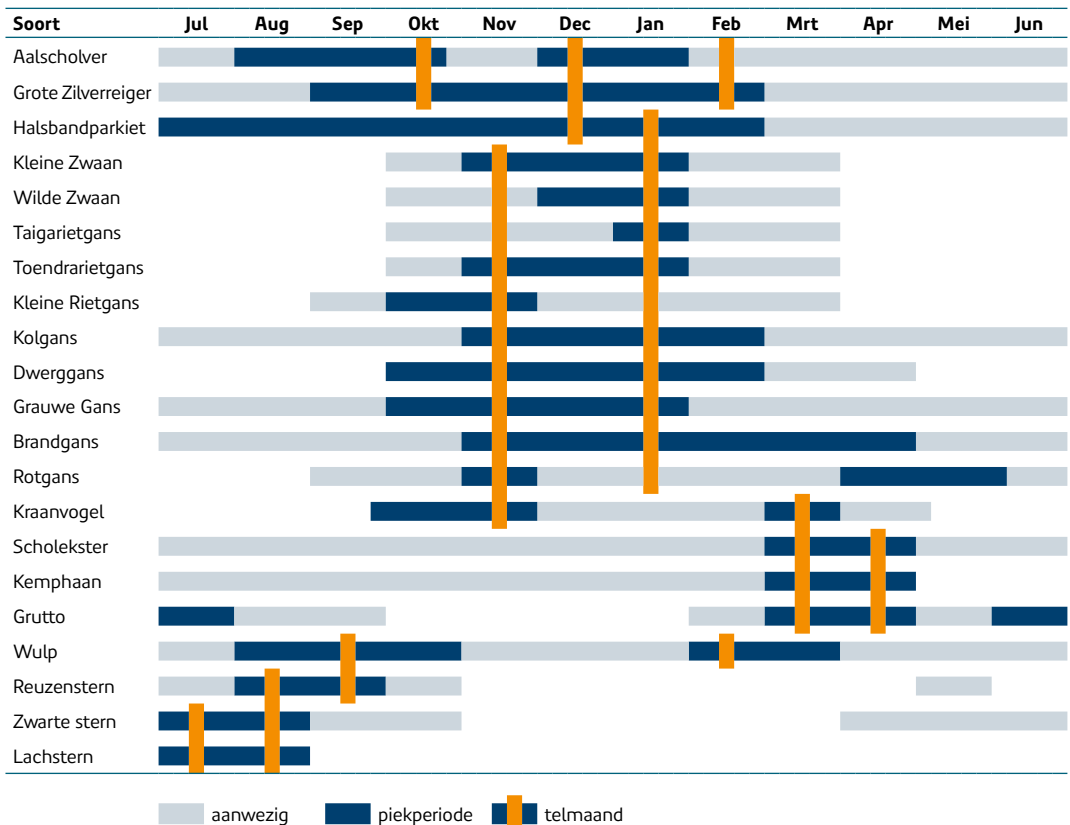 Soort Jul Aug Sep Okt Nov Dec Jan Feb Mrt Apr Mei Jun
Aalscholver
Grote Zilverreiger
Halsbandparkiet
Kleine Zwaan
Wilde Zwaan
Taigarietgans
Toendrarietgans
Kleine Rietgans
Kolgans
Dwerggans
Grauwe Gans
Brandgans
Rotgans
Kraanvogel
Scholekster
Kemphaan
Grutto
Wulp
Reuzenstern
Zwarte stern
Lachstern
aanwezig piekperiode telmaand